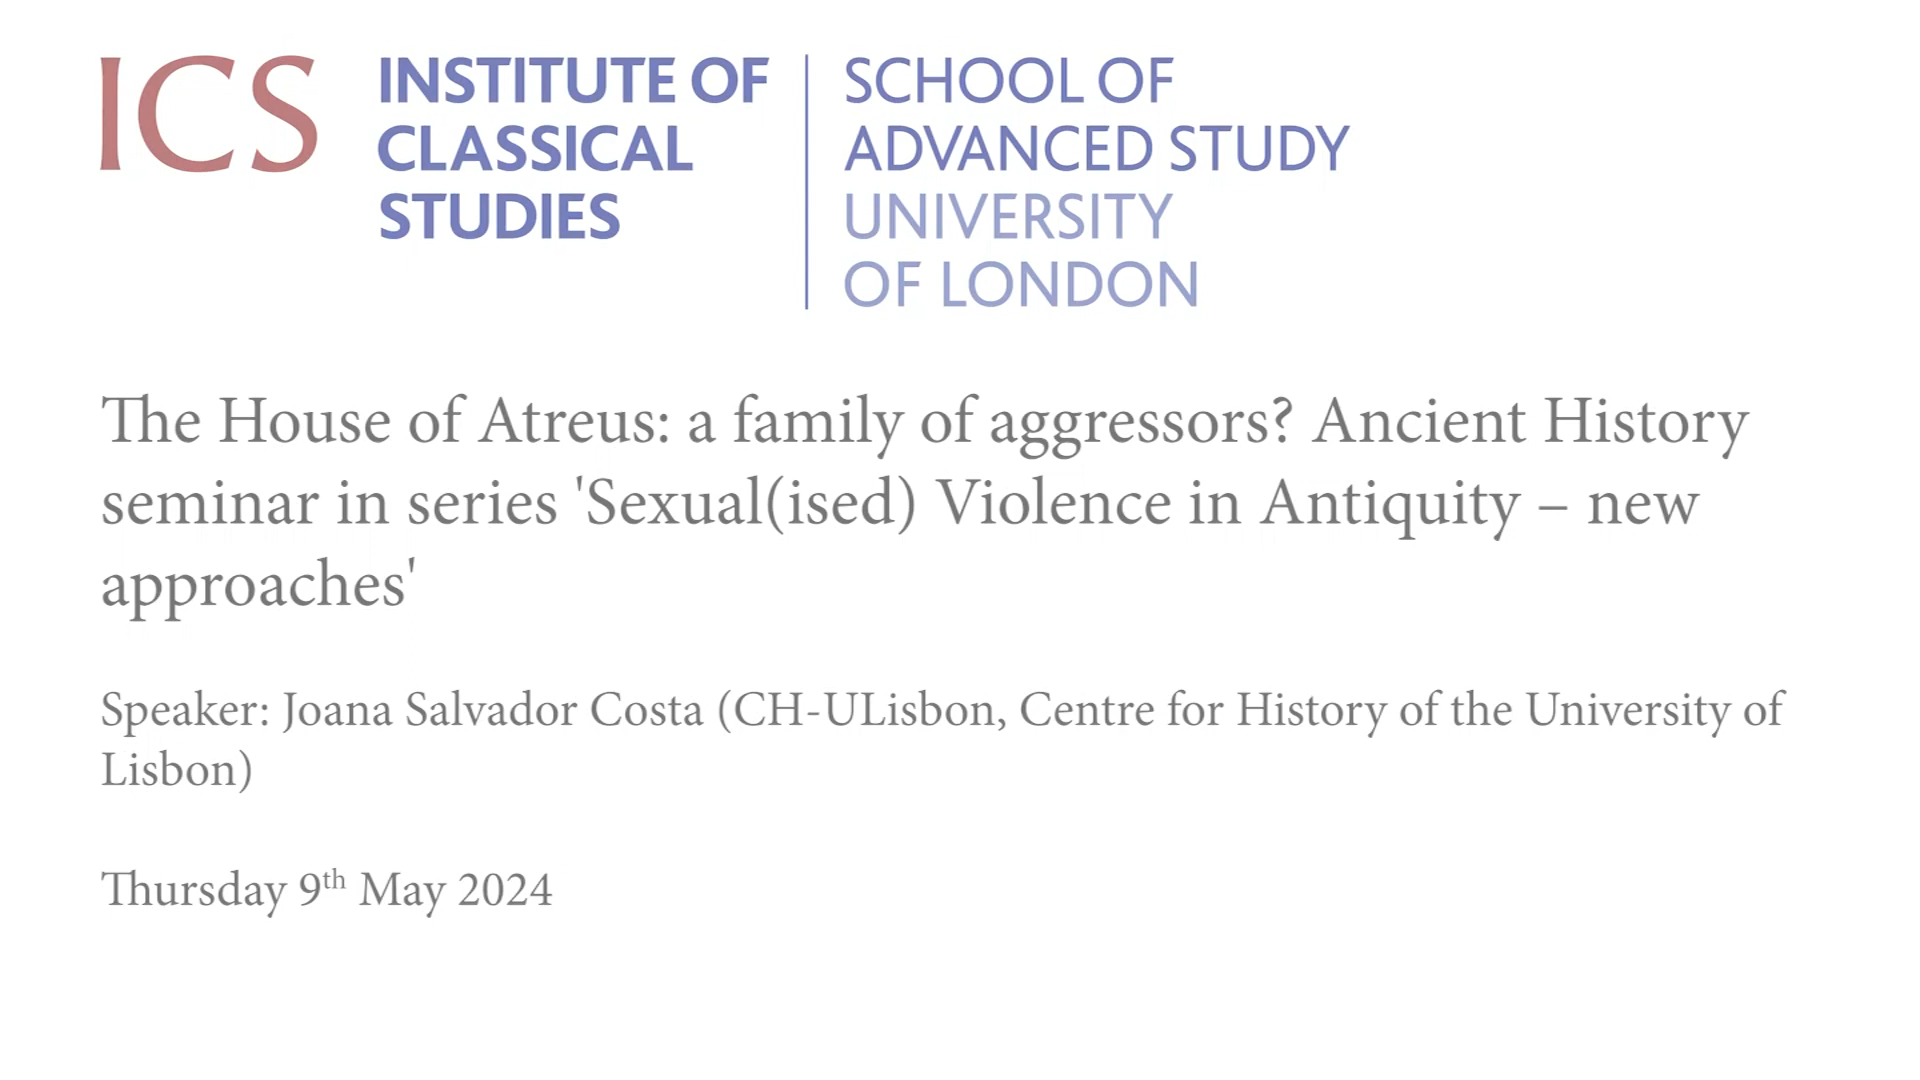 ICS
INSTITUTE OF
CLASSICAL
STUDIES
SCHOOL OF
ADVANCED STUDY
UNIVERSITY
OF LONDON
The House of Atreus: a family of aggressors? Ancient History
seminar in series 'Sexual(ised) Violence in Antiquity – new
approaches'
Speaker: Joana Salvador Costa (CH-ULisbon, Centre for History of the University of
Lisbon)
Thursday 9th May 2024